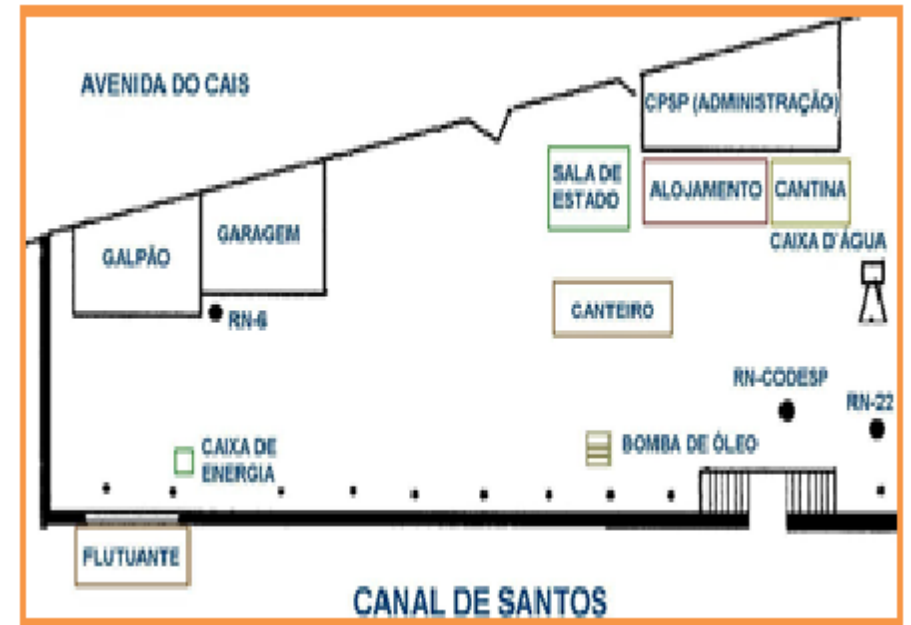 AVENIDA DO CAIS
CPSP (ADMINISTRAÇÃO)
SALA DE
ESTADO
ALOJAMENTO
CANTINA
GALPÃO
GARAGEM
CAIXA D'ÁGUA
CANTEIRO
RN-6
RN-CODESP
RN-22
CAIXA DE
ENERGIA
BOMBA DE ÓLEO
FLUTUANTE
CANAL DE SANTOS